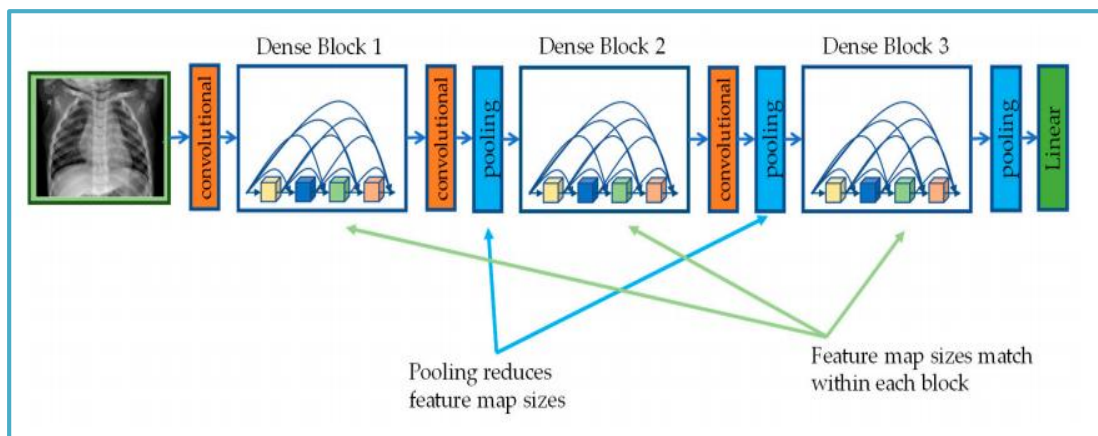 Dense Block 1
Dense Block 2
Dense Block 3
convolutional
convolutional
pooling
convolutional
pooling
pooling
Linear
Pooling reduces
feature map sizes
Feature map sizes match
within each block